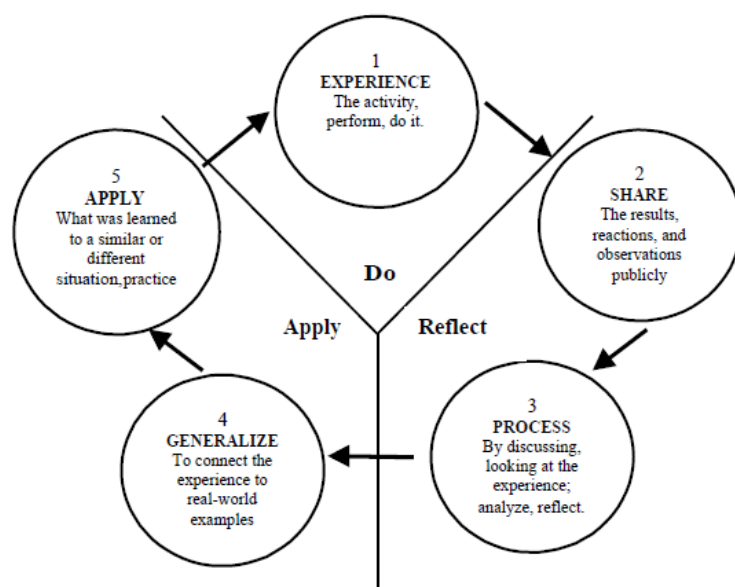 1
EXPERIENCE
The activity,
perform, do it.
2
SHARE
The results,
reactions, and
observations
publicly
3
PROCESS
By discussing,
looking at the
experience;
analyze, reflect.
4
GENERALIZE
To connect the
experience to
real-world
examples
5
APPLY
What was learned
to a similar or
different
situation,practice
Do
Apply
Reflect